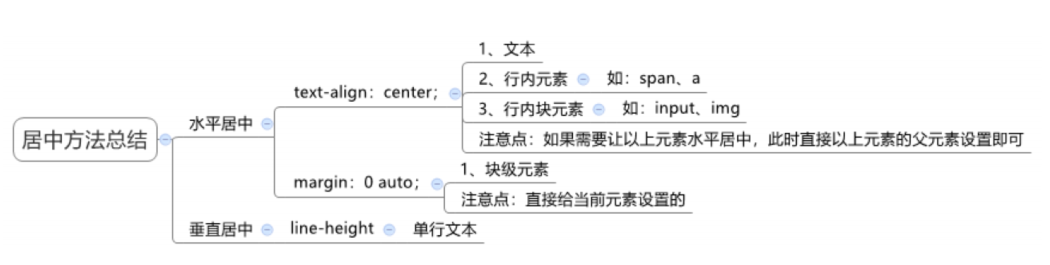 1、文本
2、行内元素
如：span、a
text-align：center；
3、行内块元素
如：input、img
水平居中
居中方法总结
注意点：如果需要让以上元素水平居中，此时直接以上元素的父元素设置即可
1、块级元素
margin：0 auto；
注意点：直接给当前元素设置的
垂直居中
line-height
单行文本